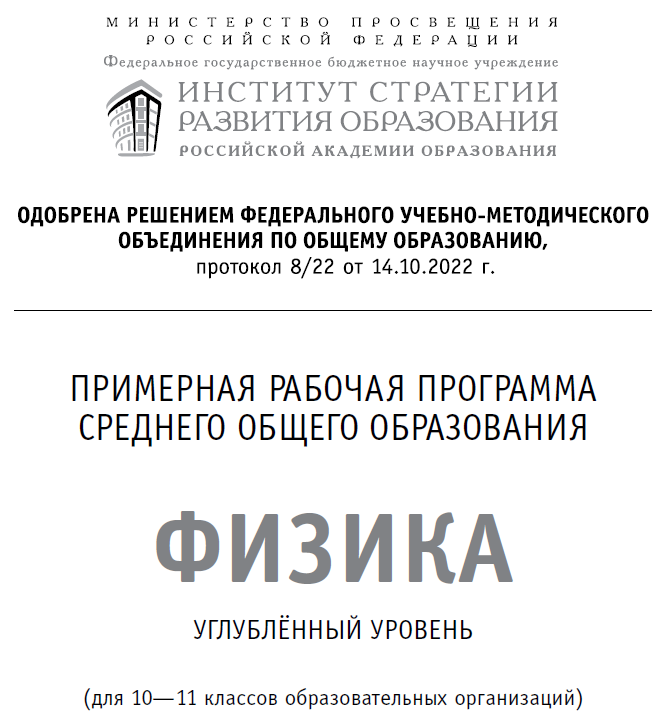 МИНИСТЕРСТВО ПРОСВЕЩЕНИЯ
РОССИЙСКОЙ ФЕДЕРАЦИИ
Федеральное государственное бюджетное научное учреждение
ИНСТИТУТ СТРАТЕГИИ
РАЗВИТИЯ ОБРАЗОВАНИЯ
РОССИЙСКОЙ АКАДЕМИИ ОБРАЗОВАНИЯ
ОДОБРЕНА РЕШЕНИЕМ ФЕДЕРАЛЬНОГО УЧЕБНО-МЕТОДИЧЕСКОГО
ОБЪЕДИНЕНИЯ ПО ОБЩЕМУ ОБРАЗОВАНИЮ,
протокол 8/22 от 14.10.2022 г.
ПРИМЕРНАЯ РАБОЧАЯ ПРОГРАММА
СРЕДНЕГО ОБЩЕГО ОБРАЗОВАНИЯ
ФИЗИКА
УГЛУБЛЁННЫЙ УРОВЕНЬ
(для 10—11 классов образовательных организаций)